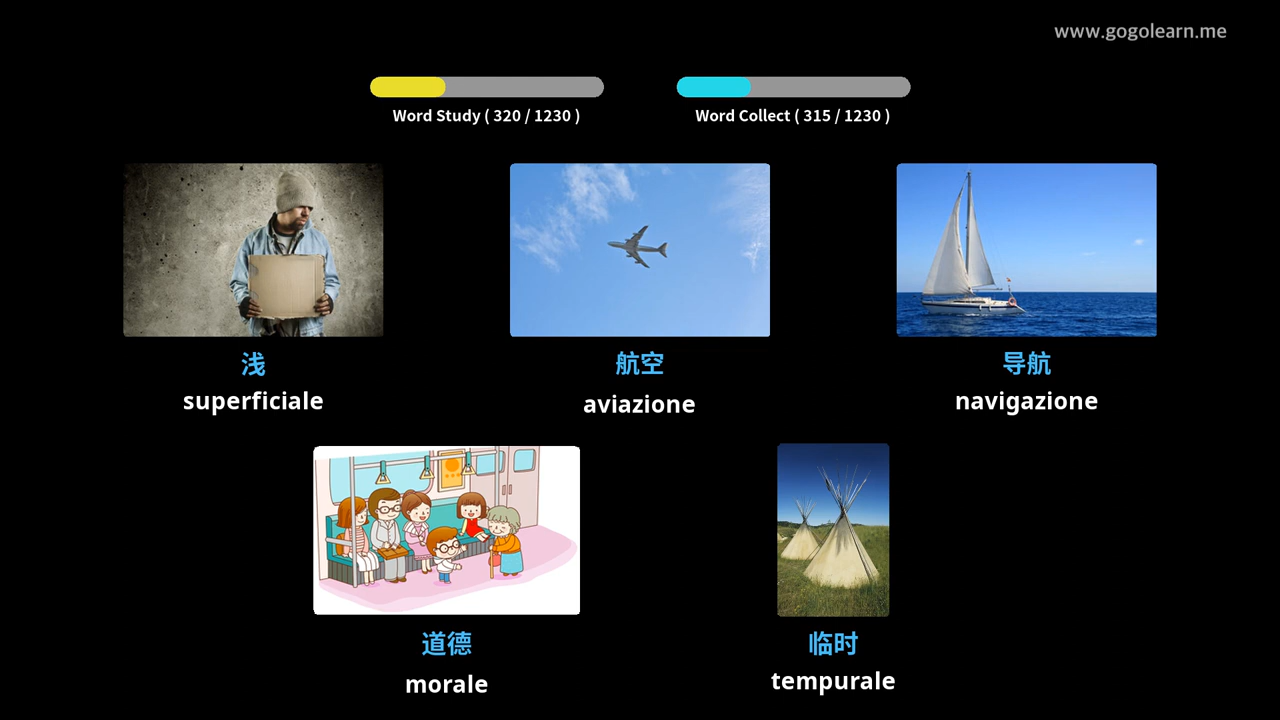 www.gogolearn.me
Word Study ( 320 / 1230 )
Word Collect ( 315 / 1230 )
浅
superficiale
航空
aviazione
导航
navigazione
道德
morale
临时
tempurale